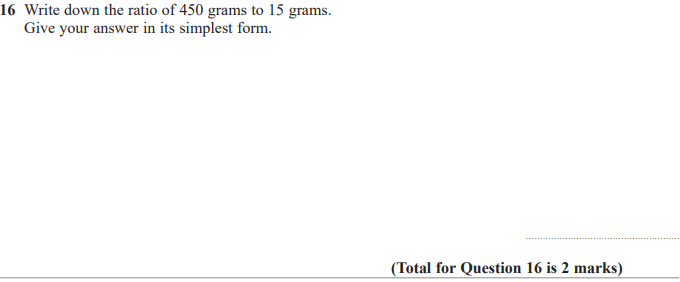 16 Write down the ratio of 450 grams to 15 grams.
Give your answer in its simplest form.
(Total for Question 16 is 2 marks)